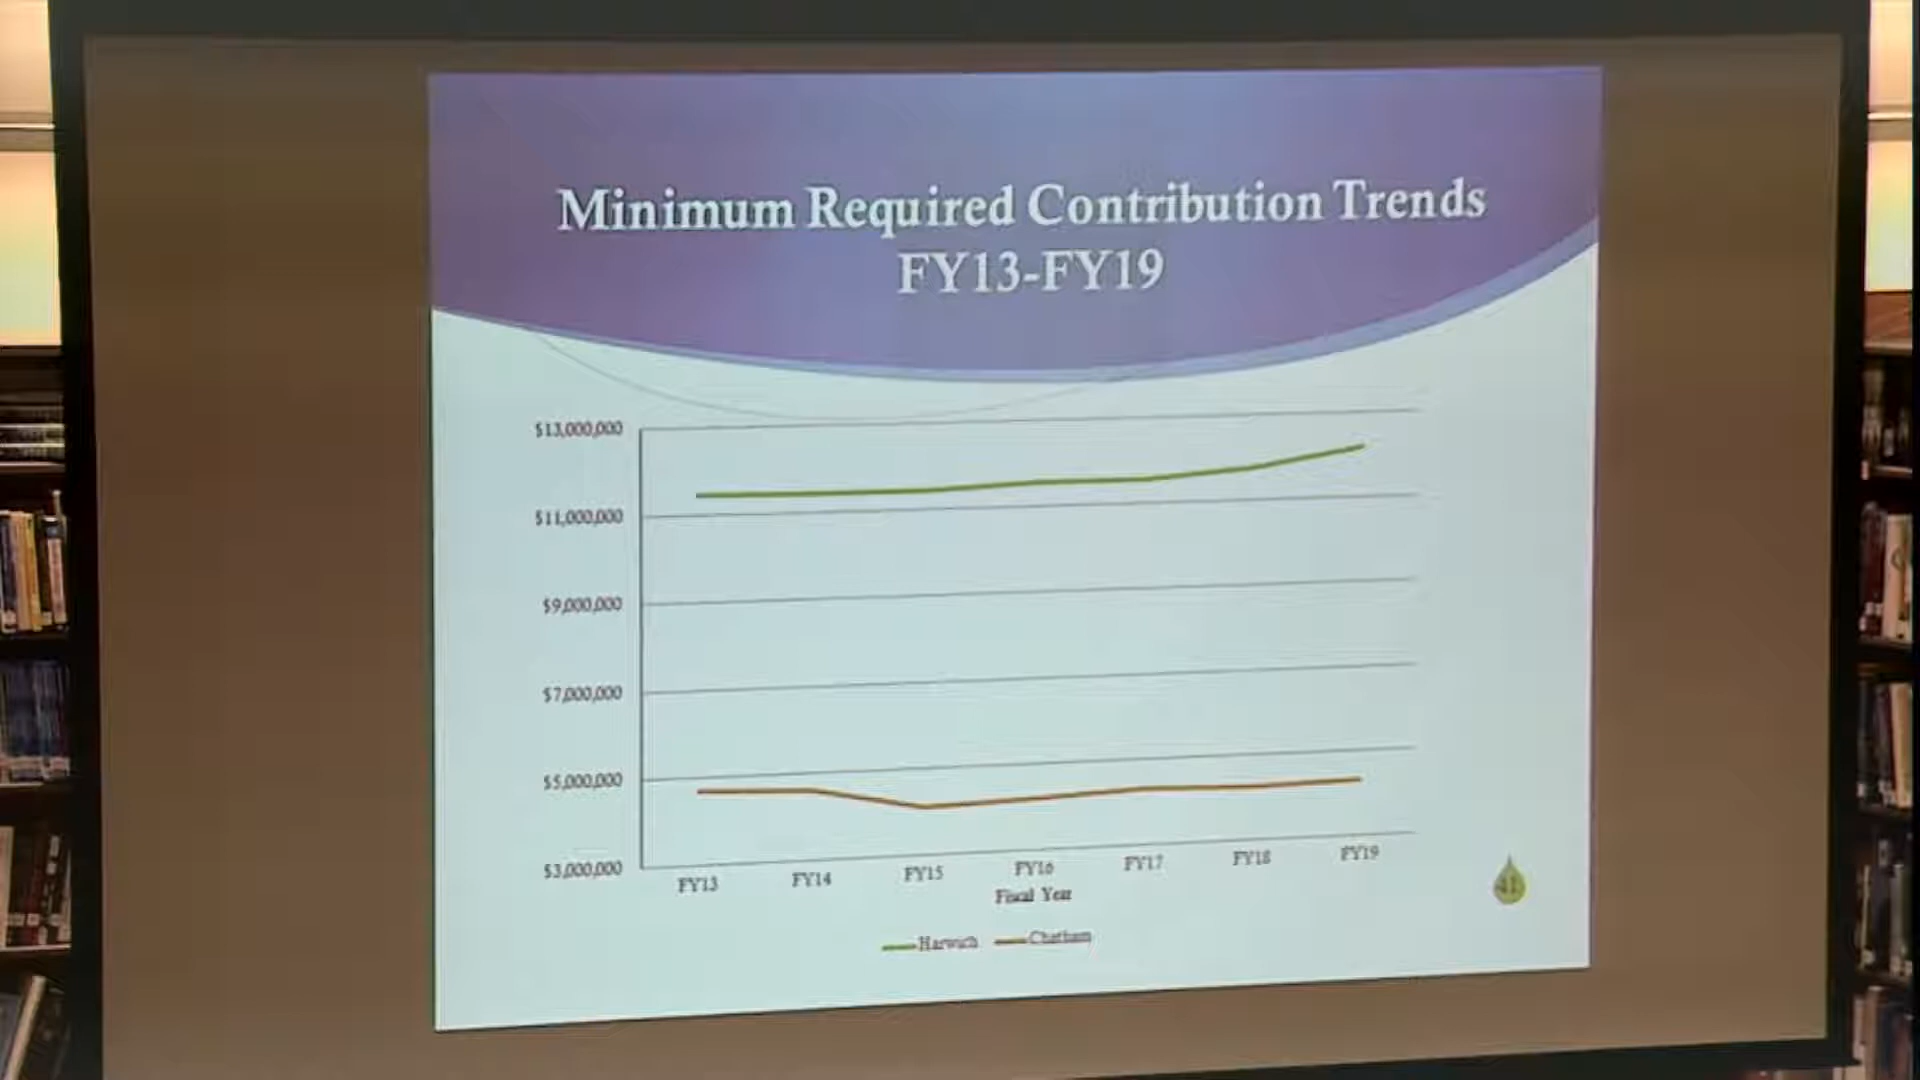 Minimum Required Contribution Trends
FY13-FY19
$13,000,000
$11,000,000
$9,000,000
$7,000,000
$5,000,000
$3,000,000
FY13 FY14 FY15 FY16 FY17 FY18 FY19
Fiscal Year
Harwich Chatham
41